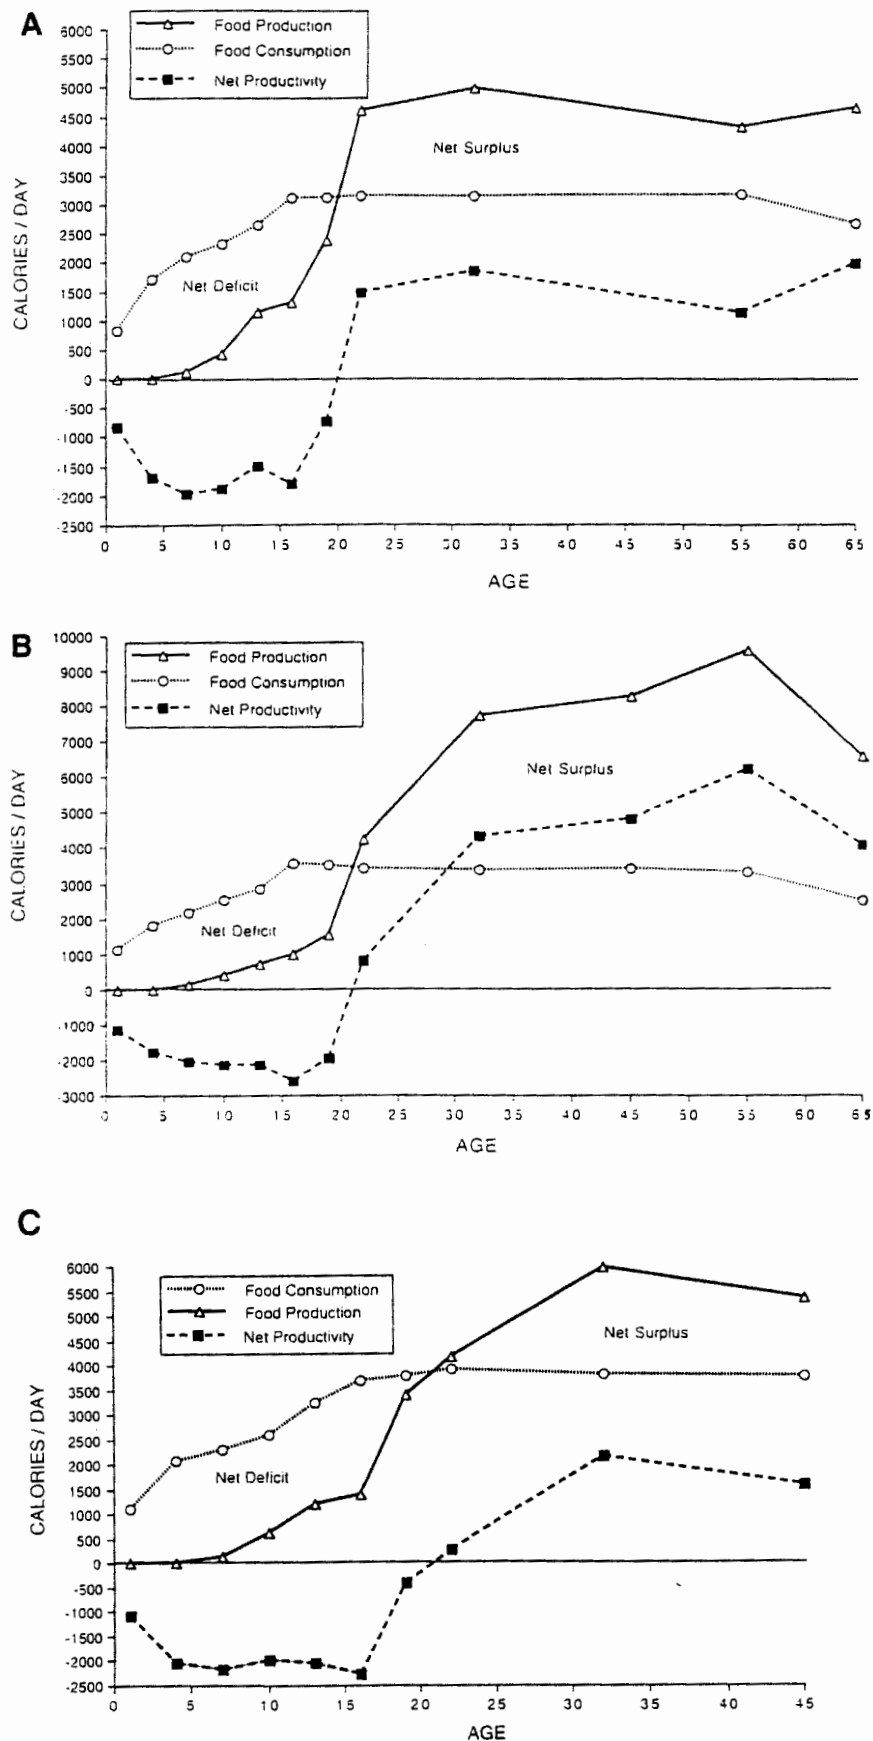 A
Food Production
Food Consumption
Net Productivity
6000
5500
5000
4500
4000
3500
3000
2500
2000
1500
1000
500
0
-500
-1000
-1500
-2000
-2500
CALORIES / DAY
Net Surplus
Net Deficit
0 5 10 15 20 25 30 35 40 45 50 55 60 65
AGE
B
Food Production
Food Consumption
Net Productivity
10000
9000
8000
7000
6000
5000
4000
3000
2000
1000
0
-1000
-2000
-3000
CALORIES / DAY
Net Surplus
Net Deficit
0 5 10 15 20 25 30 35 40 45 50 55 60 65
AGE
C
Food Consumption
Food Production
Net Productivity
6000
5500
5000
4500
4000
3500
3000
2500
2000
1500
1000
500
0
-500
-1000
-1500
-2000
-2500
CALORIES / DAY
Net Surplus
Net Deficit
0 5 10 15 20 25 30 35 40 45
AGE